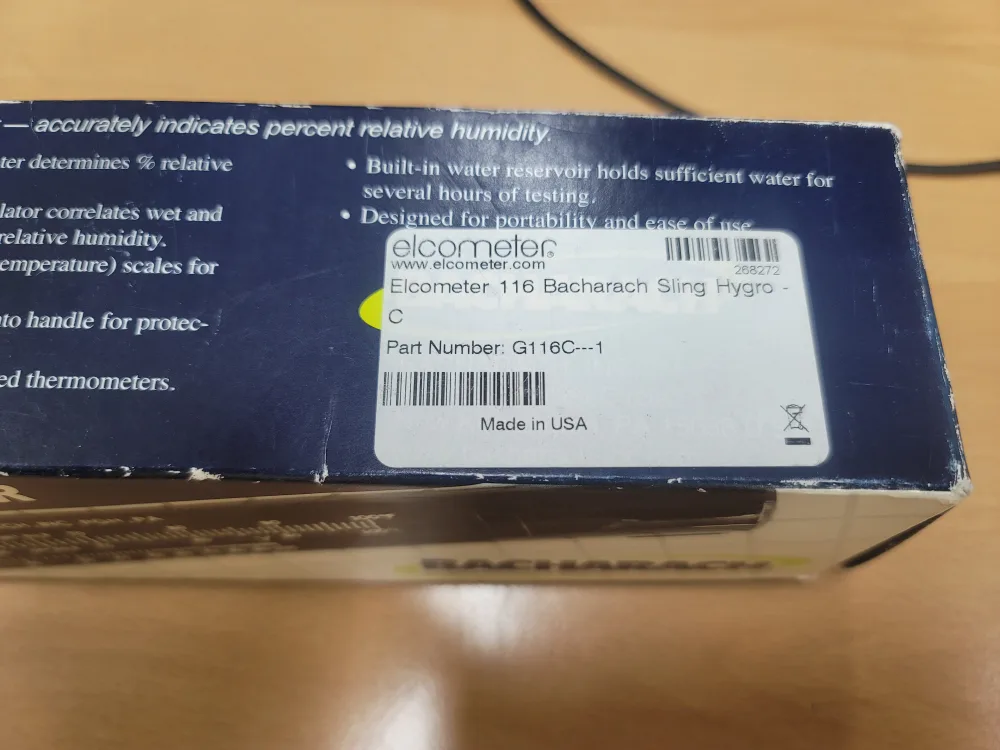 — accurately indicates percent relative humidity.
ter determines % relative
lator correlates wet and
relative humidity.
emperature) scales for
to handle for protec-
ed thermometers.
• Built-in water reservoir holds sufficient water for
several hours of testing.
• Designed for portability and ease of use
elcometer®
www.elcometer.com
268272
Elcometer 116 Bacharach Sling Hygro -
C
Part Number: G116C---1
Made in USA
R
BACHARACH